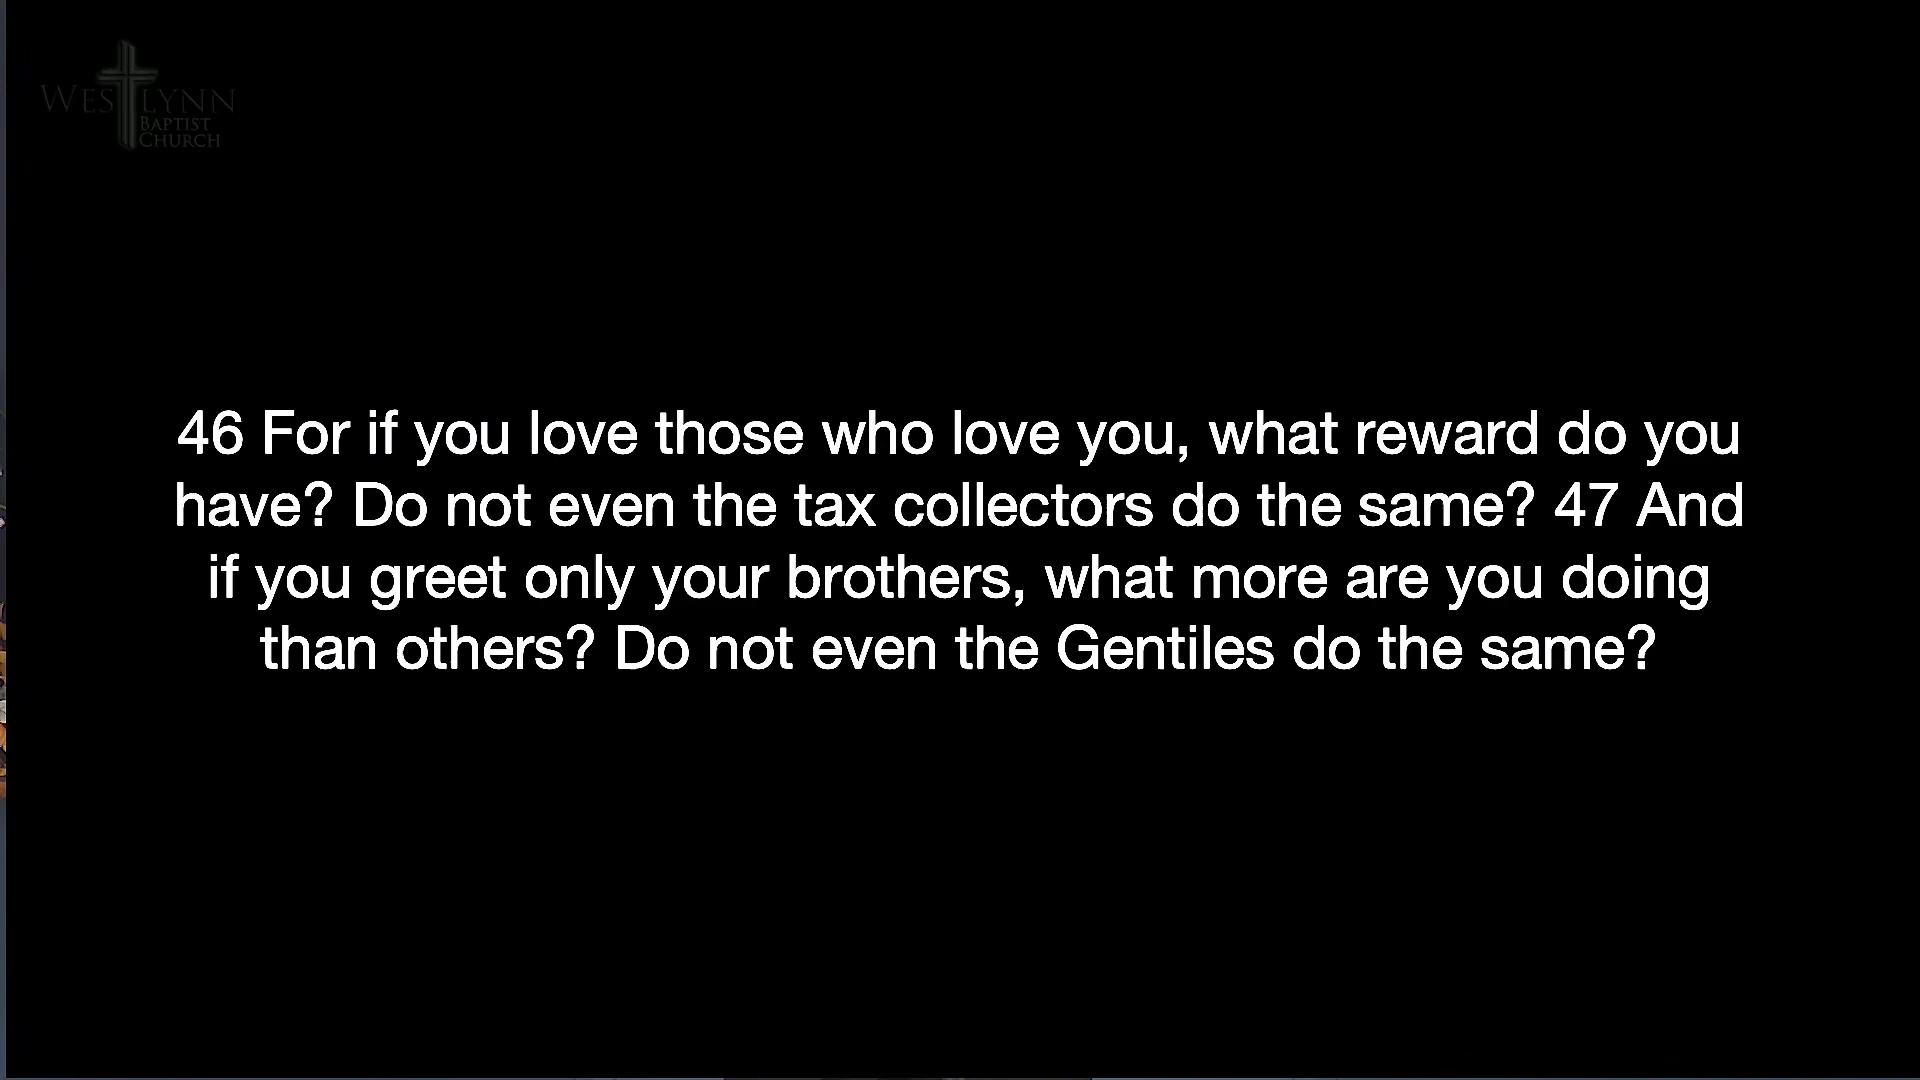 WESTLYNN
BAPTIST
CHURCH
46 For if you love those who love you, what reward do you
have? Do not even the tax collectors do the same? 47 And
if you greet only your brothers, what more are you doing
than others? Do not even the Gentiles do the same?